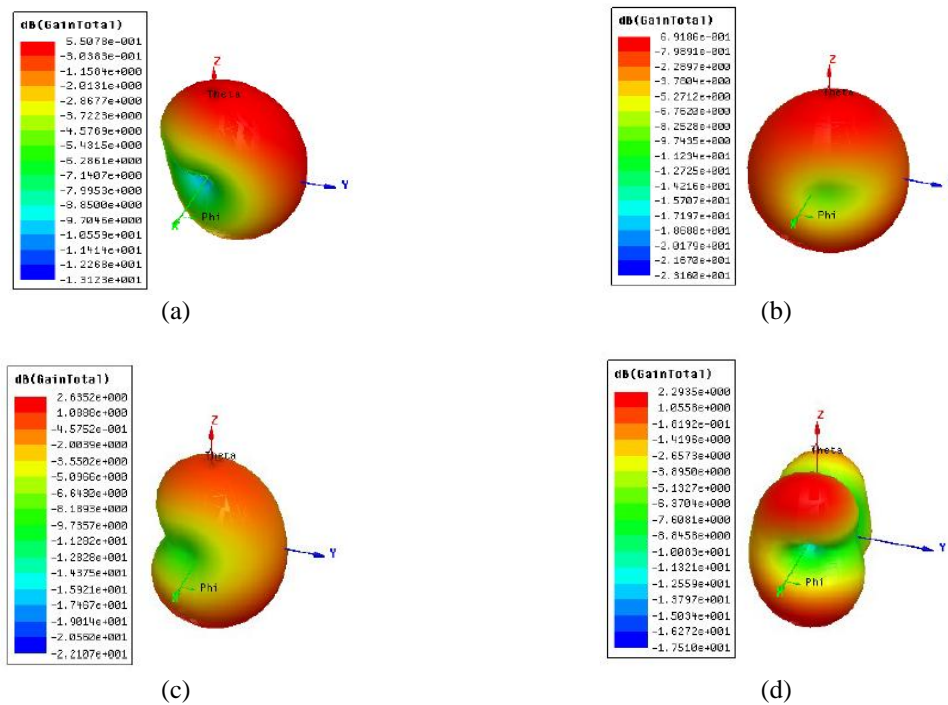 dB(GainTotal)
5.5078e-001
-3.0383e-001
-1.1584e+000
-2.0131e+000
-2.8677e+000
-3.7223e+000
-4.5769e+000
-5.4315e+000
-6.2861e+000
-7.1407e+000
-7.9953e+000
-8.8500e+000
-9.7046e+000
-1.0559e+001
-1.1414e+001
-1.2268e+001
-1.3123e+001
Z
Theta
Y
Phi
X
(a)
dB(GainTotal)
6.9186e-001
-7.9891e-001
-2.2897e+000
-3.7804e+000
-5.2712e+000
-6.7620e+000
-8.2528e+000
-9.7435e+000
-1.1234e+001
-1.2725e+001
-1.4216e+001
-1.5707e+001
-1.7197e+001
-1.8688e+001
-2.0179e+001
-2.1670e+001
-2.3160e+001
Z
Theta
Phi
X
(b)
dB(GainTotal)
2.6352e+000
1.0888e+000
-4.5752e-001
-2.0039e+000
-3.5502e+000
-5.0966e+000
-6.6430e+000
-8.1893e+000
-9.7357e+000
-1.1282e+001
-1.2828e+001
-1.4375e+001
-1.5921e+001
-1.7467e+001
-1.9014e+001
-2.0560e+001
-2.2107e+001
Z
Theta
Y
Phi
X
(c)
dB(GainTotal)
2.2935e+000
1.0558e+000
-1.8192e-001
-1.4196e+000
-2.6573e+000
-3.8950e+000
-5.1327e+000
-6.3704e+000
-7.6081e+000
-8.8458e+000
-1.0083e+001
-1.1321e+001
-1.2559e+001
-1.3797e+001
-1.5034e+001
-1.6272e+001
-1.7510e+001
Z
Theta
Y
Phi
X
(d)